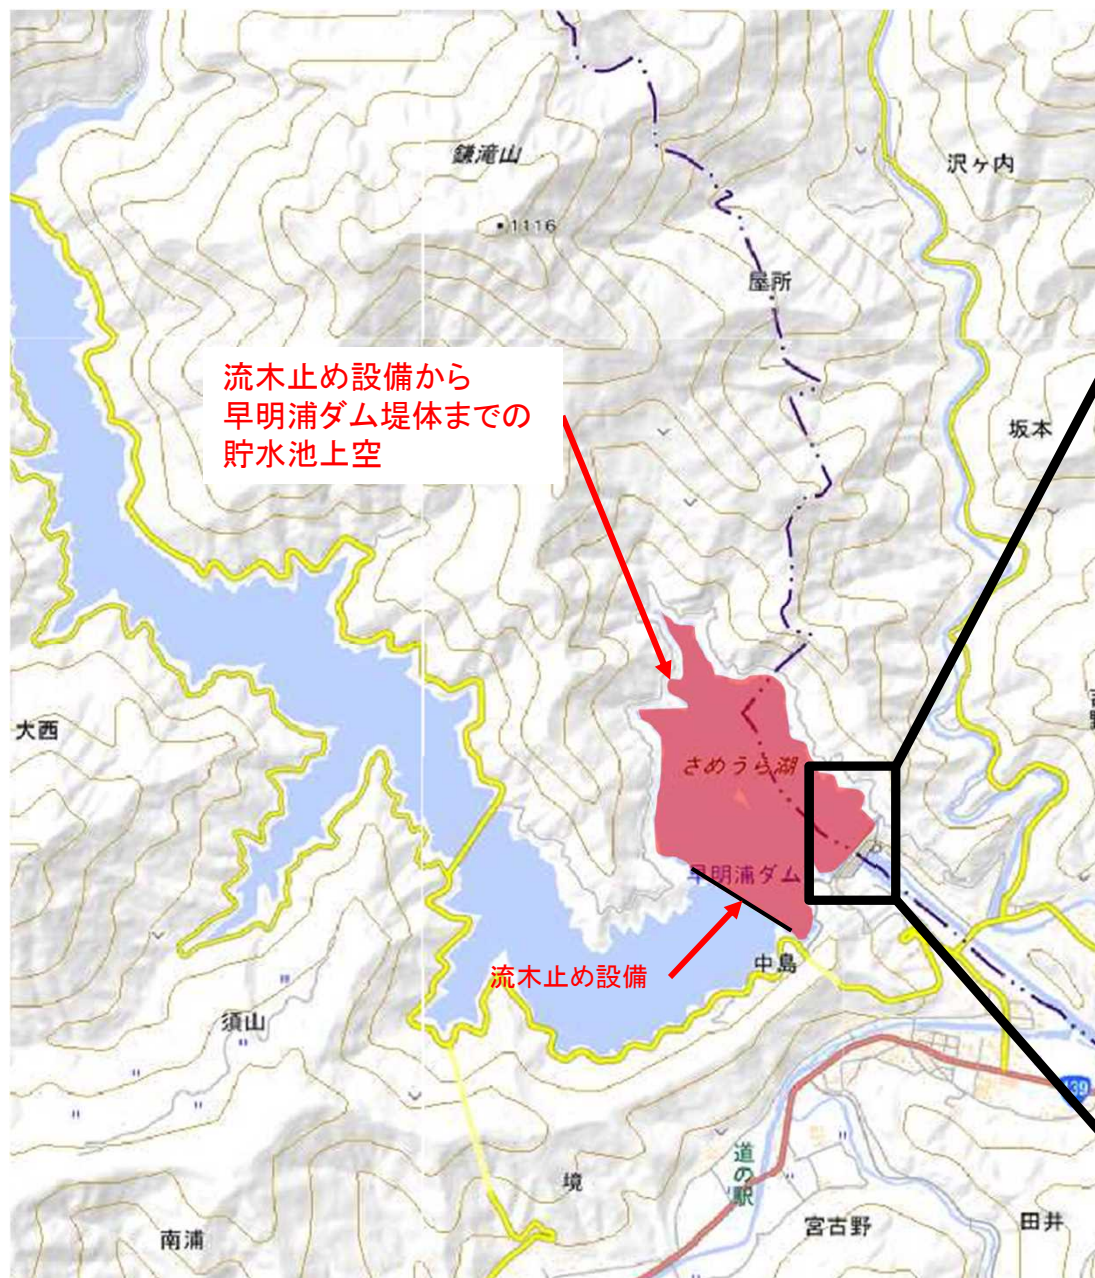 鎌滝山
沢ヶ内
1116
屋所
流木止め設備から
早明浦ダム堤体までの
貯水池上空
坂本
大西
さめうら湖
早明浦ダム
中島
流木止め設備
須山
439
道の駅
境
南浦
宮古野
田井